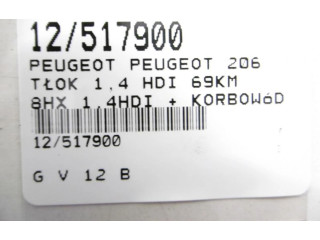 12/517900
PEUGEOT PEUGEOT 206
TŁOK 1,4 HDI 69KM
8HX 1,4HDI + KORBOWóD
12/517900
G V 12 B